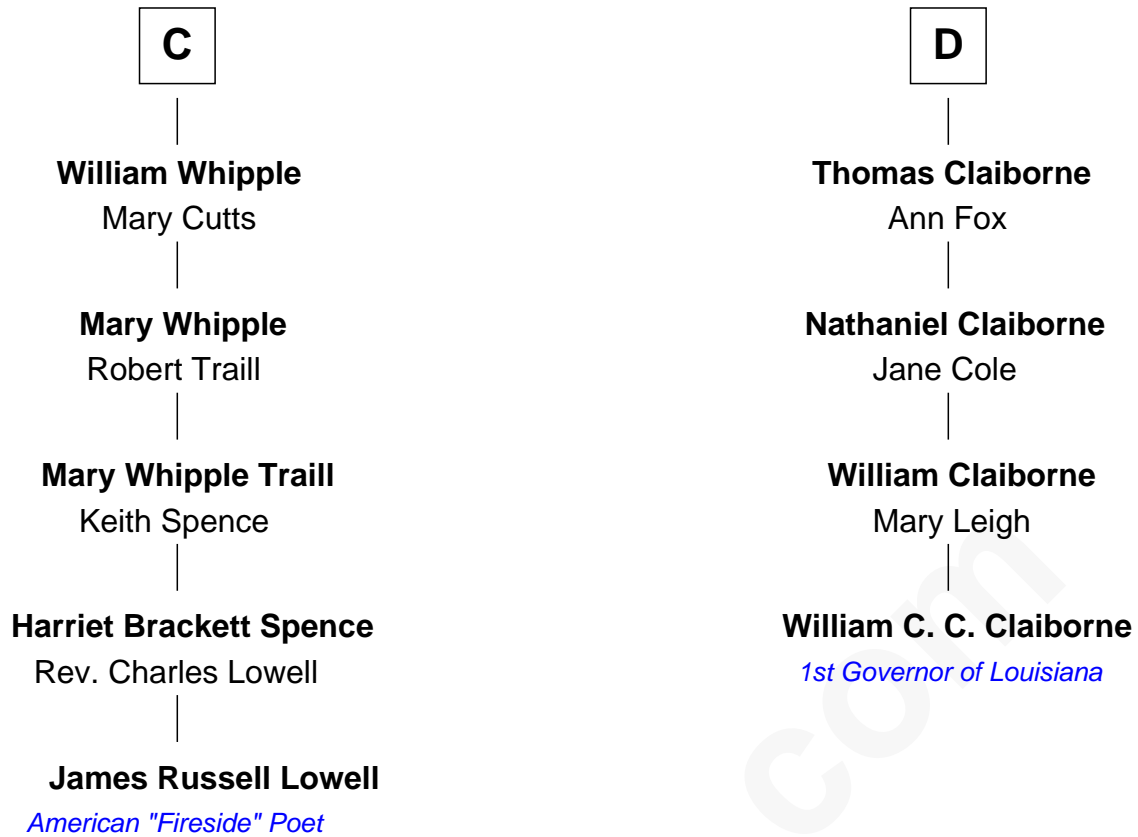 C
William Whipple
Mary Cutts
Mary Whipple
Robert Traill
Mary Whipple Traill
Keith Spence
Harriet Brackett Spence
Rev. Charles Lowell
James Russell Lowell
American "Fireside" Poet
D
Thomas Claiborne
Ann Fox
Nathaniel Claiborne
Jane Cole
William Claiborne
Mary Leigh
William C. C. Claiborne
1st Governor of Louisiana
com